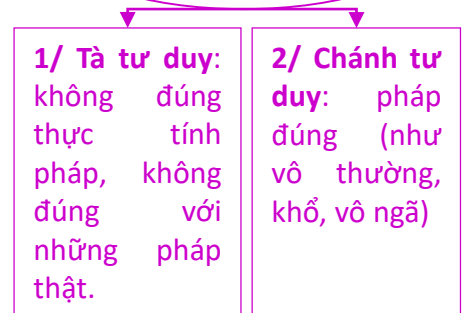 1/ Tà tư duy:
không đúng
thực tính
pháp, không
đúng với
những pháp
thật.
2/ Chánh tư
duy: pháp
đúng (như
vô thường,
khổ, vô ngã)